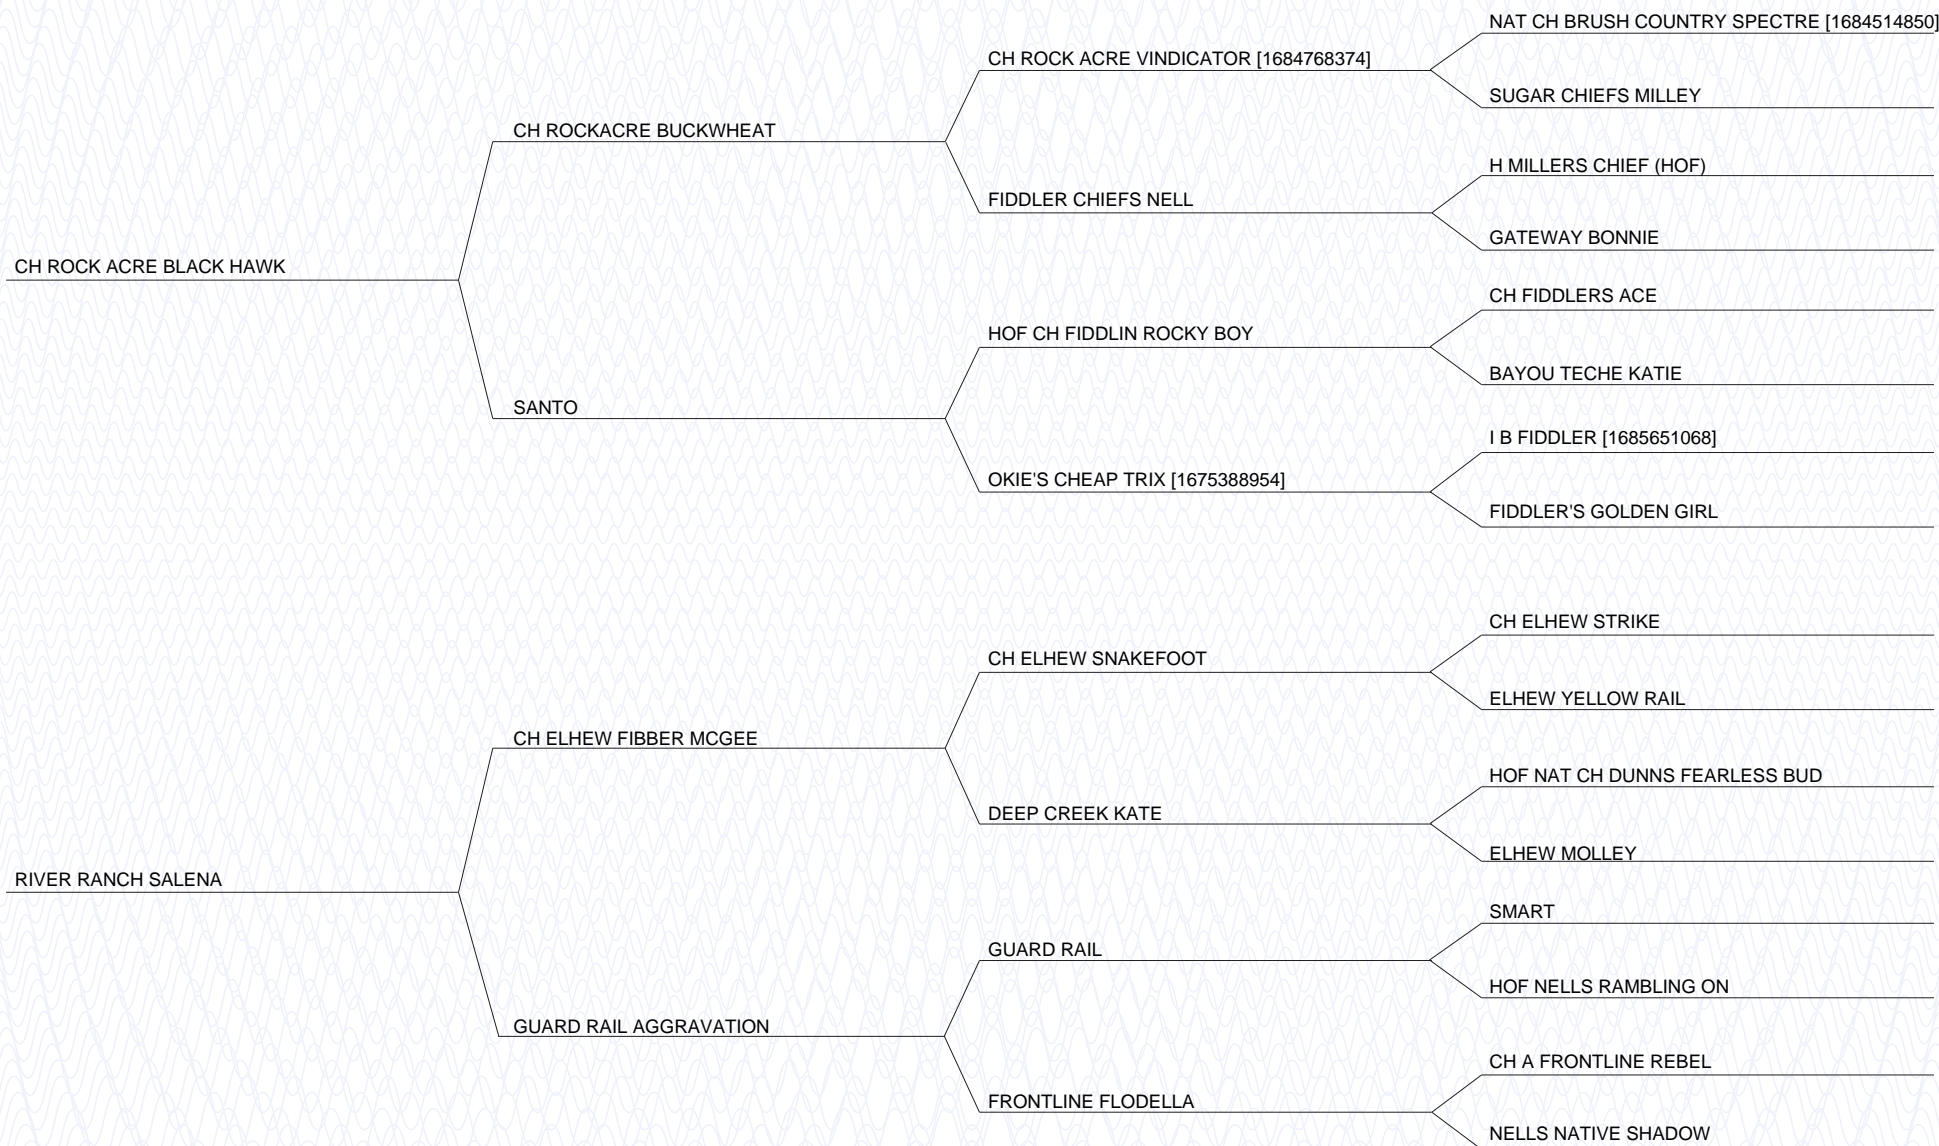 NAT CH BRUSH COUNTRY SPECTRE [1684514850]
CH ROCK ACRE VINDICATOR [1684768374]
SUGAR CHIEFS MILLEY
CH ROCKACRE BUCKWHEAT
H MILLERS CHIEF (HOF)
FIDDLER CHIEFS NELL
GATEWAY BONNIE
CH ROCK ACRE BLACK HAWK
CH FIDDLERS ACE
HOF CH FIDDLIN ROCKY BOY
BAYOU TECHE KATIE
SANTO
I B FIDDLER [1685651068]
OKIE'S CHEAP TRIX [1675388954]
FIDDLER'S GOLDEN GIRL
CH ELHEW STRIKE
CH ELHEW SNAKEFOOT
ELHEW YELLOW RAIL
CH ELHEW FIBBER MCGEE
HOF NAT CH DUNNS FEARLESS BUD
DEEP CREEK KATE
ELHEW MOLLEY
RIVER RANCH SALENA
SMART
GUARD RAIL
HOF NELLS RAMBLING ON
GUARD RAIL AGGRAVATION
CH A FRONTLINE REBEL
FRONTLINE FLODELLA
NELLS NATIVE SHADOW